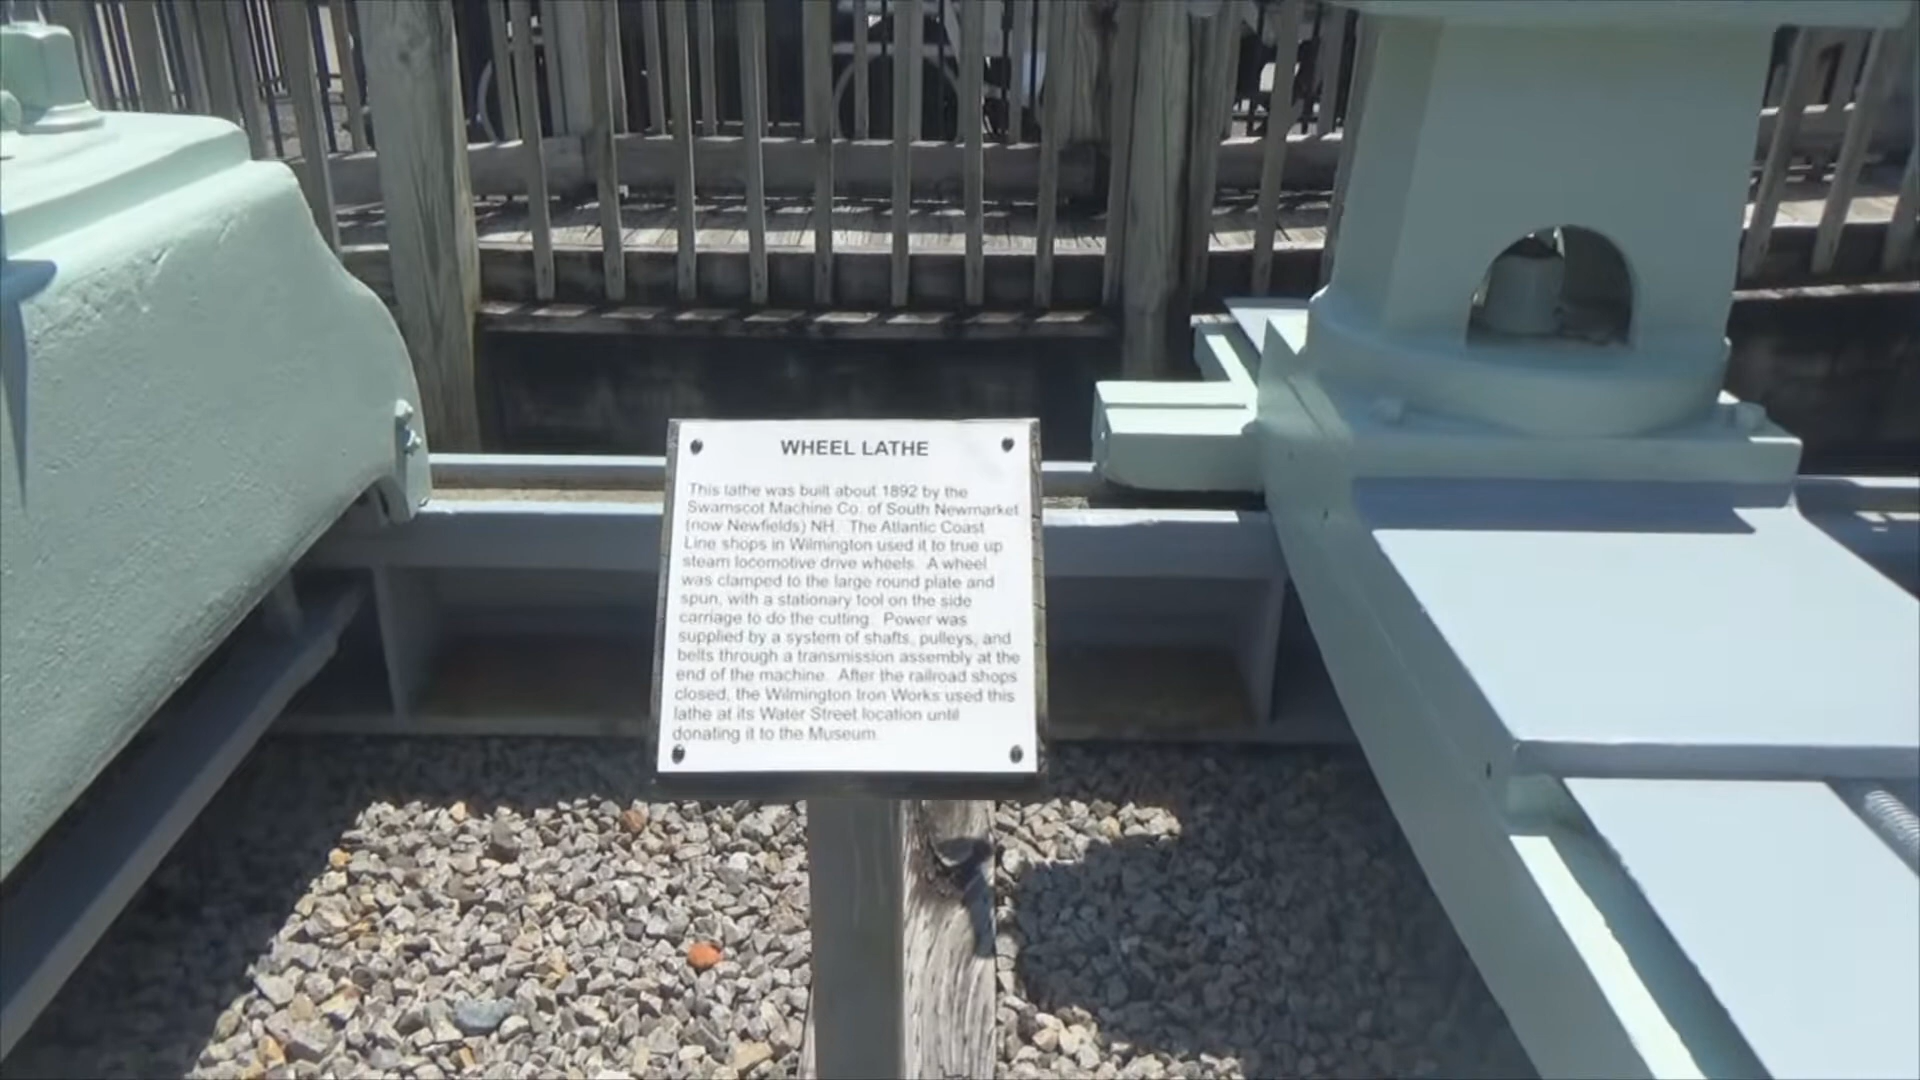 WHEEL LATHE
This lathe was built about 1892 by the
Swamscot Machine Co. of South Newmarket
(now Newfields) NH. The Atlantic Coast
Line shops in Wilmington used it to true up
steam locomotive drive wheels. A wheel
was clamped to the large round plate and
spun, with a stationary tool on the side
carriage to do the cutting. Power was
supplied by a system of shafts, pulleys, and
belts through a transmission assembly at the
end of the machine. After the railroad shops
closed, the Wilmington Iron Works used this
lathe at its Water Street location until
donating it to the Museum.